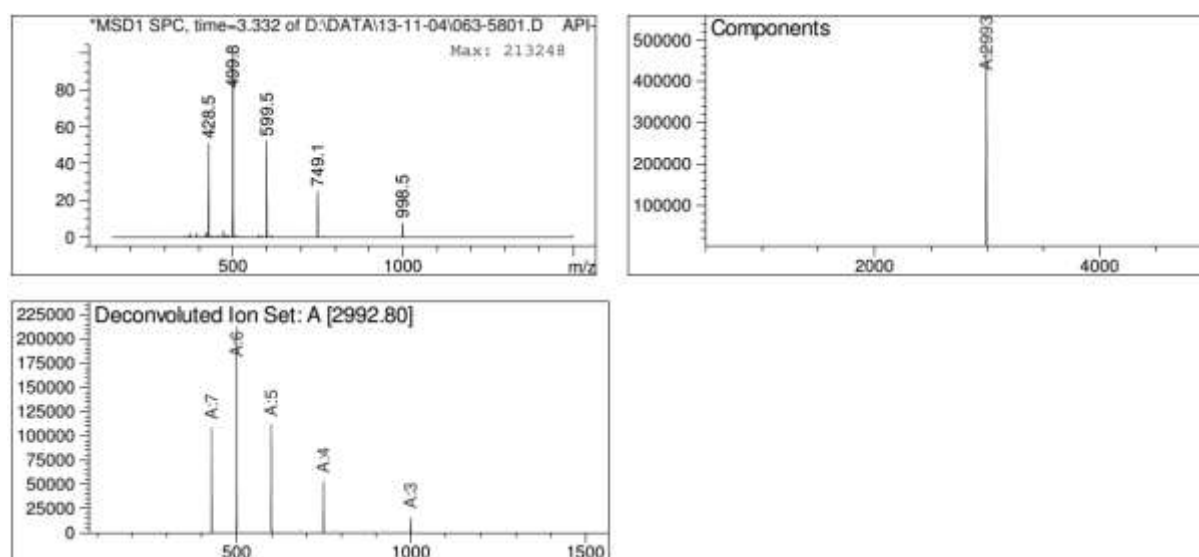 *MSD1 SPC, time=3.332 of D:\DATA\13-11-04\063-5801.D API-
Max: 213248
80
60
40
20
0
428.5
499.8
599.5
749.1
998.5
500
1000
m/z
Components
500000
400000
300000
200000
100000
A:2993
2000
4000
Deconvoluted Ion Set: A [2992.80]
225000
200000
175000
150000
125000
100000
75000
50000
25000
0
A:7
A:6
A:5
A:4
A:3
500
1000
1500